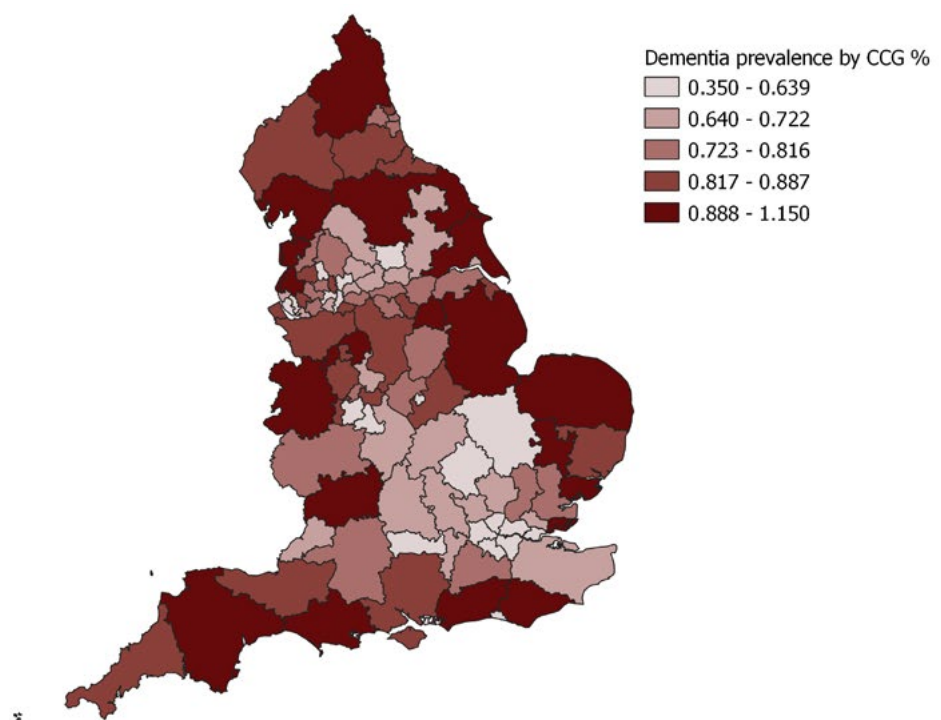 Dementia prevalence by CCG %
0.350 - 0.639
0.640 - 0.722
0.723 - 0.816
0.817 - 0.887
0.888 - 1.150